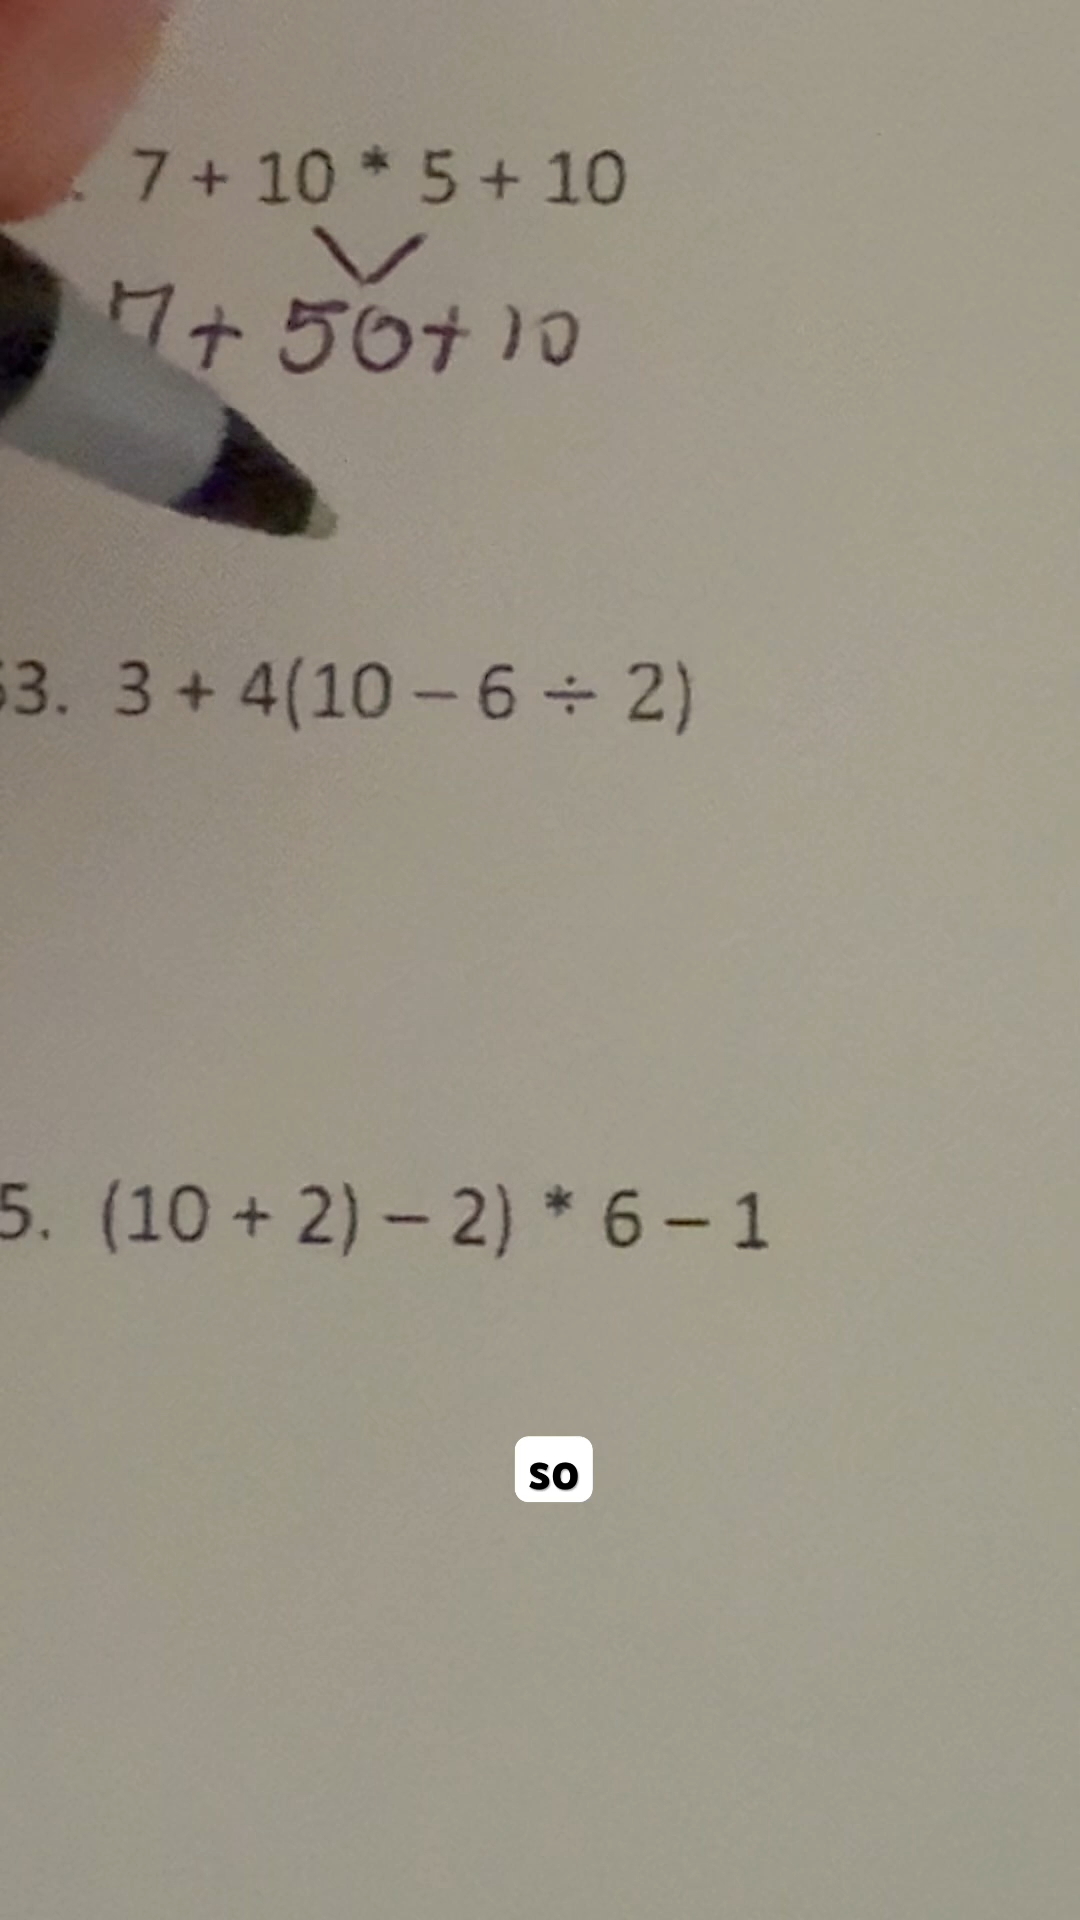 . 7 + 10 * 5 + 10
7 + 50 + 10
3. 3 + 4(10 – 6 ÷ 2)
5. (10 + 2) – 2) * 6 – 1
so